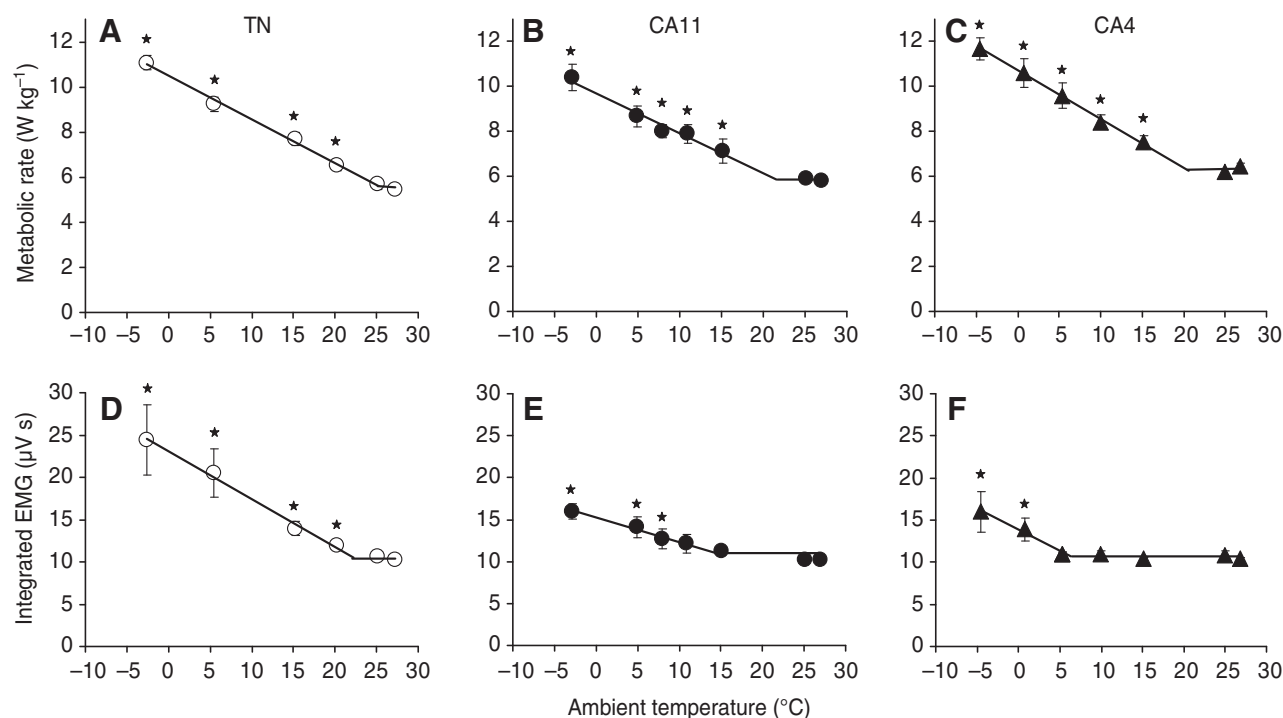 A TN
B CA11
C CA4
Metabolic rate (W kg–1)
12
10
8
6
4
2
0
–10 –5 0 5 10 15 20 25 30
12
10
8
6
4
2
0
–10 –5 0 5 10 15 20 25 30
12
10
8
6
4
2
0
–10 –5 0 5 10 15 20 25 30
D
E
F
Integrated EMG (µV s)
30
25
20
15
10
5
0
–10 –5 0 5 10 15 20 25 30
30
25
20
15
10
5
0
–10 –5 0 5 10 15 20 25 30
30
25
20
15
10
5
0
–10 –5 0 5 10 15 20 25 30
Ambient temperature (°C)